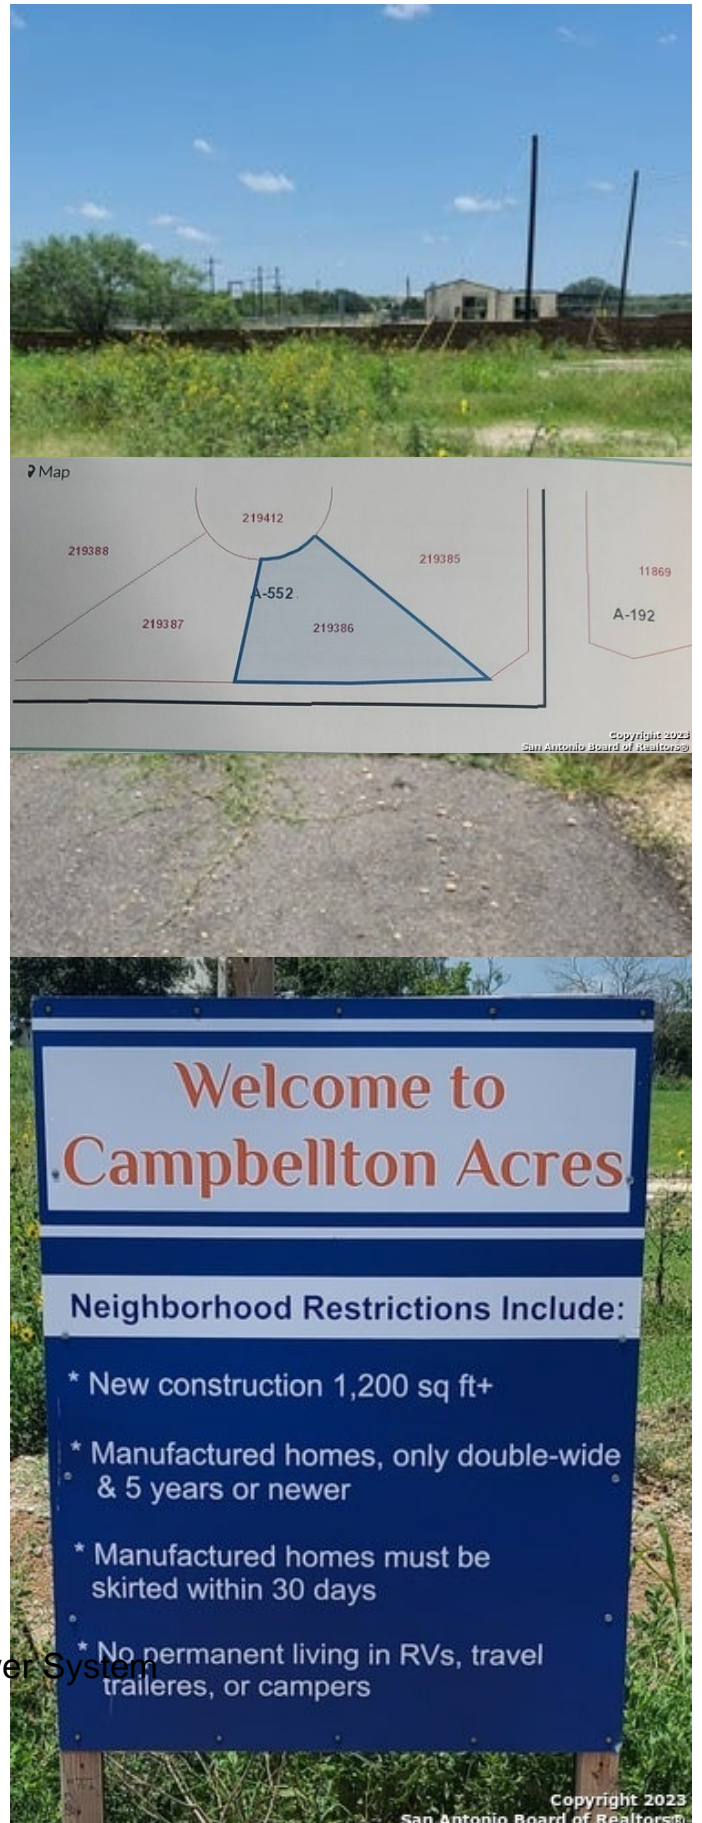 Map
219412
219388
219385
11869
A-552
A-192
219387
219386
Copyright 2023
San Antonio Board of Realtors®
Welcome to
Campbellton Acres
Neighborhood Restrictions Include:
* New construction 1,200 sq ft+
* Manufactured homes, only double-wide
& 5 years or newer
* Manufactured homes must be
skirted within 30 days
* No permanent living in RVs, travel
traileres, or campers
System
Copyright 2023
San Antonio Board of Realtors®